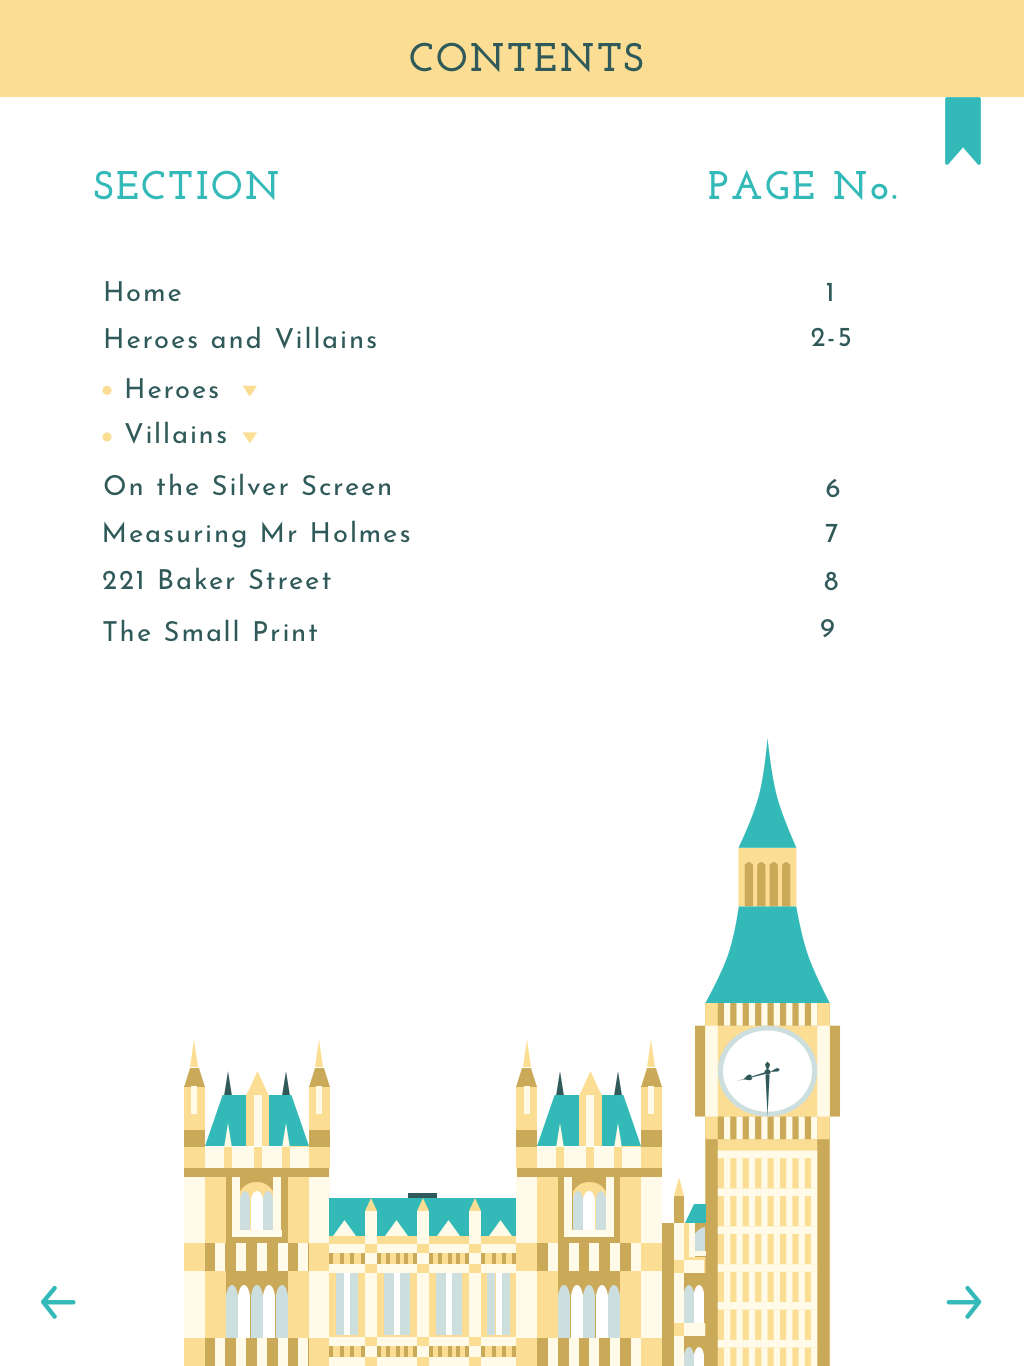 CONTENTS
SECTION PAGE No.
Home 1
Heroes and Villains 2-5
• Heroes
• Villains
On the Silver Screen 6
Measuring Mr Holmes 7
221 Baker Street 8
The Small Print 9